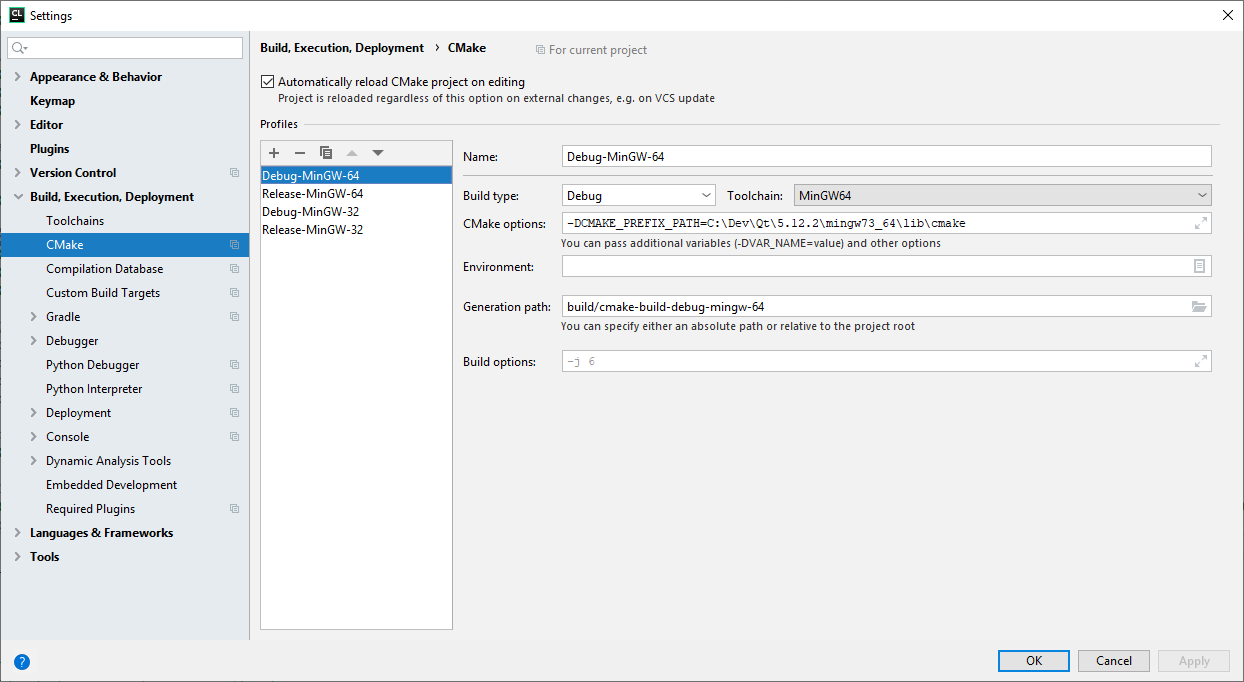 CL Settings
Build, Execution, Deployment › CMake For current project
Appearance & Behavior
Keymap
Editor
Plugins
Version Control
Build, Execution, Deployment
Toolchains
CMake
Compilation Database
Custom Build Targets
Gradle
Debugger
Python Debugger
Python Interpreter
Deployment
Console
Dynamic Analysis Tools
Embedded Development
Required Plugins
Languages & Frameworks
Tools
Automatically reload CMake project on editing
Project is reloaded regardless of this option on external changes, e.g. on VCS update
Profiles
Debug-MinGW-64
Release-MinGW-64
Debug-MinGW-32
Release-MinGW-32
Name: Debug-MinGW-64
Build type: Debug Toolchain: MinGW64
CMake options: -DCMAKE_PREFIX_PATH=C:\Dev\Qt\5.12.2\mingw73_64\lib\cmake
You can pass additional variables (-DVAR_NAME=value) and other options
Environment:
Generation path: build/cmake-build-debug-mingw-64
You can specify either an absolute path or relative to the project root
Build options: -j 6
? OK Cancel Apply